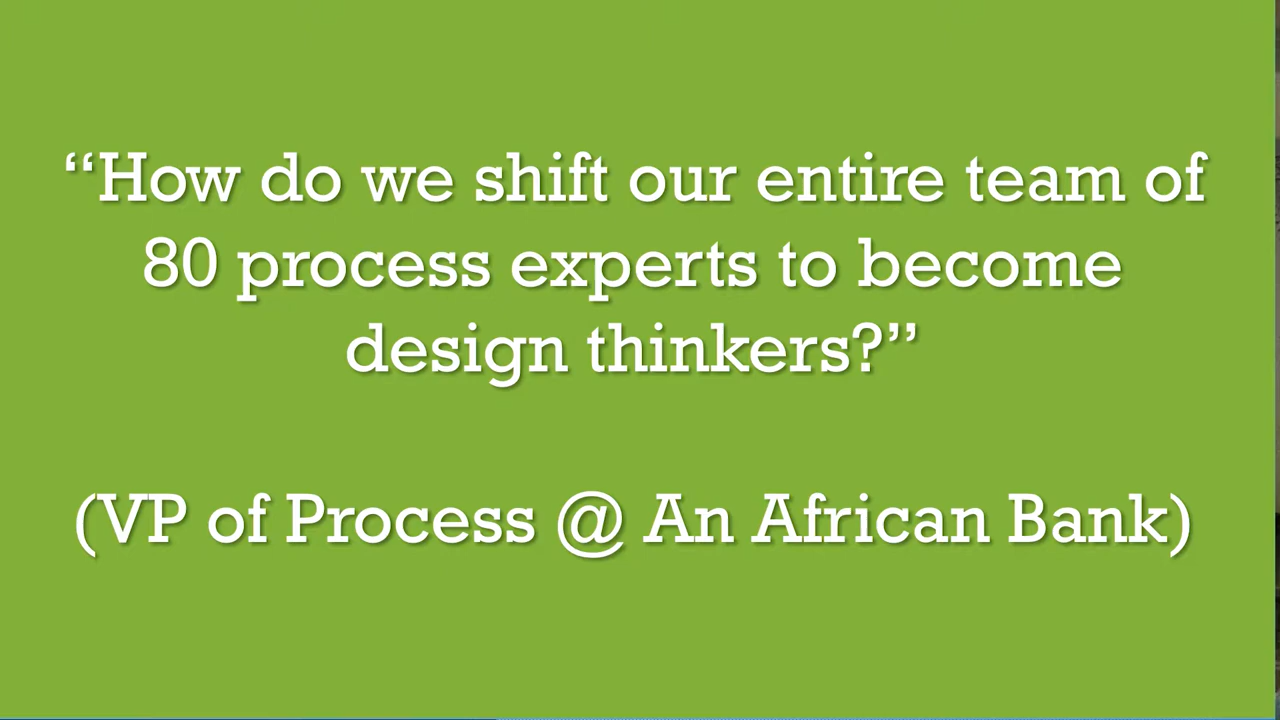 “How do we shift our entire team of
80 process experts to become
design thinkers?”
(VP of Process @ An African Bank)